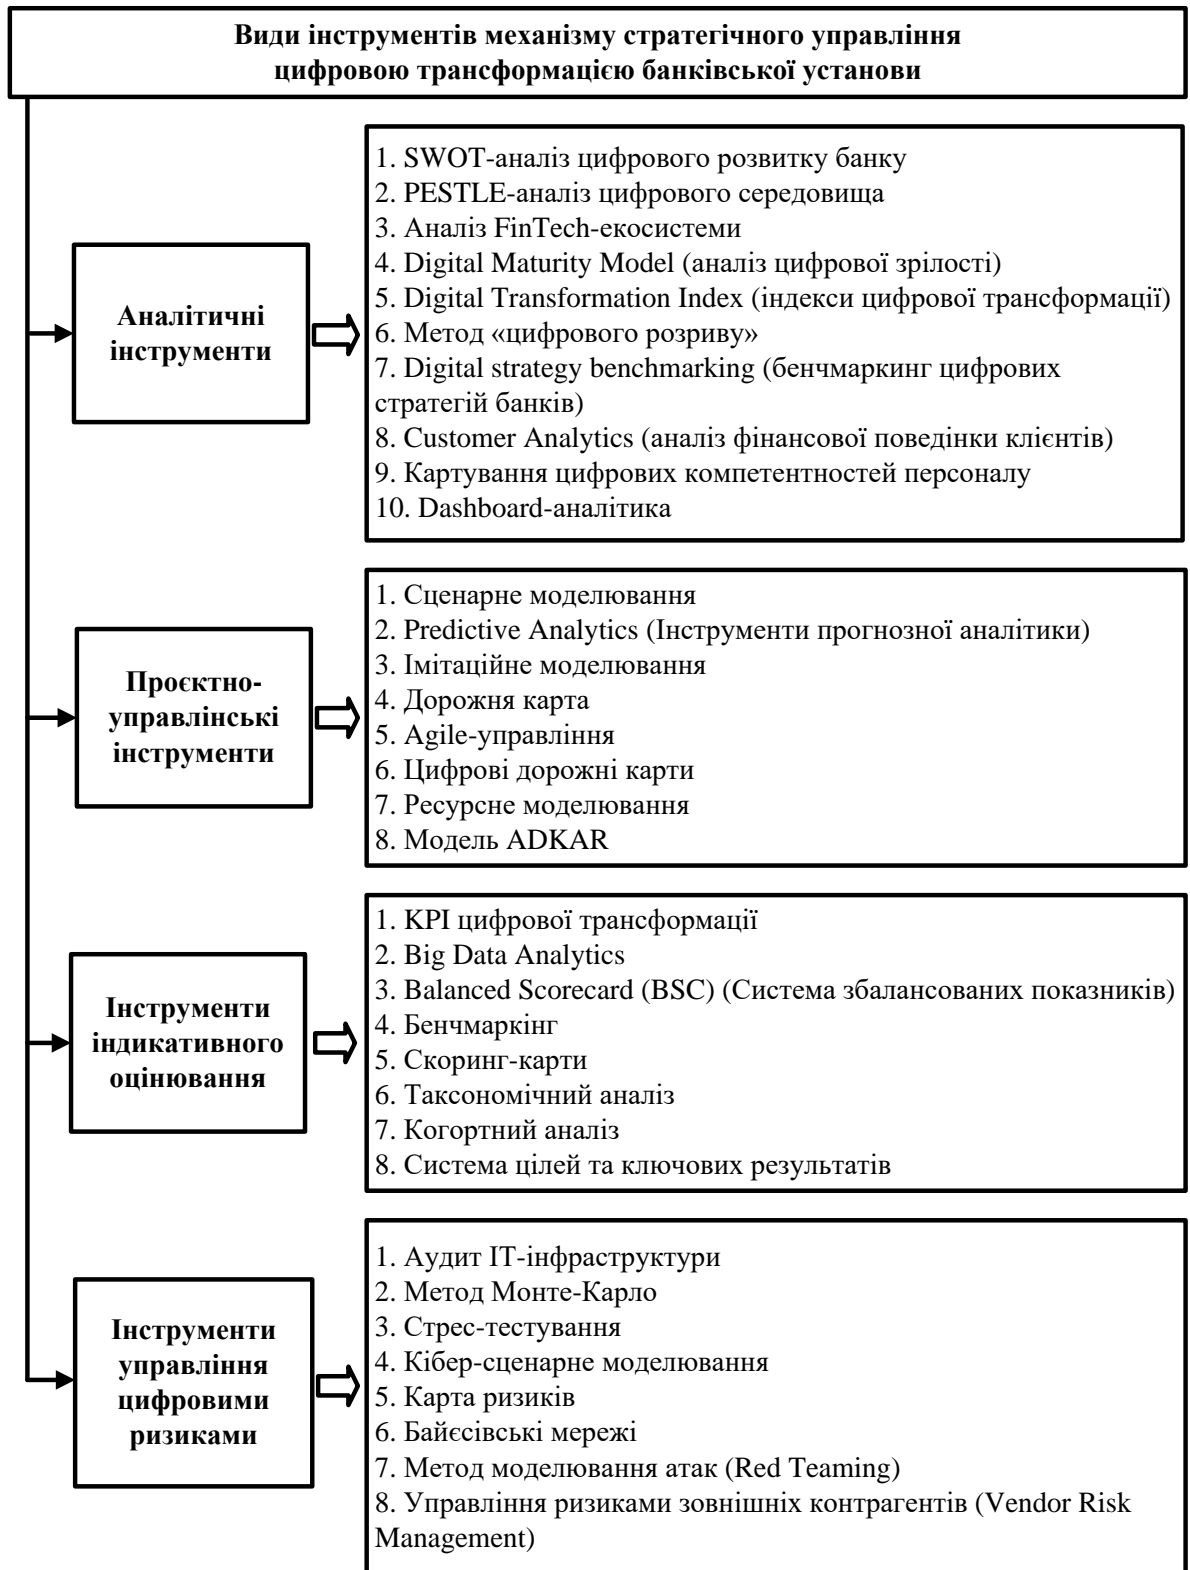 Види інструментів механізму стратегічного управління
цифровою трансформацією банківської установи
Аналітичні
інструменти
1. SWOT-аналіз цифрового розвитку банку
2. PESTLE-аналіз цифрового середовища
3. Аналіз FinTech-екосистеми
4. Digital Maturity Model (аналіз цифрової зрілості)
5. Digital Transformation Index (індекси цифрової трансформації)
6. Метод «цифрового розриву»
7. Digital strategy benchmarking (бенчмаркинг цифрових
стратегій банків)
8. Customer Analytics (аналіз фінансової поведінки клієнтів)
9. Картування цифрових компетентностей персоналу
10. Dashboard-аналітика
Проєктно-
управлінські
інструменти
1. Сценарне моделювання
2. Predictive Analytics (Інструменти прогнозної аналітики)
3. Імітаційне моделювання
4. Дорожня карта
5. Agile-управління
6. Цифрові дорожні карти
7. Ресурсне моделювання
8. Модель ADKAR
Інструменти
індикативного
оцінювання
1. KPI цифрової трансформації
2. Big Data Analytics
3. Balanced Scorecard (BSC) (Система збалансованих показників)
4. Бенчмаркінг
5. Скоринг-карти
6. Таксономічний аналіз
7. Когортний аналіз
8. Система цілей та ключових результатів
Інструменти
управління
цифровими
ризиками
1. Аудит ІТ-інфраструктури
2. Метод Монте-Карло
3. Стрес-тестування
4. Кібер-сценарне моделювання
5. Карта ризиків
6. Байєсівські мережі
7. Метод моделювання атак (Red Teaming)
8. Управління ризиками зовнішніх контрагентів (Vendor Risk
Management)